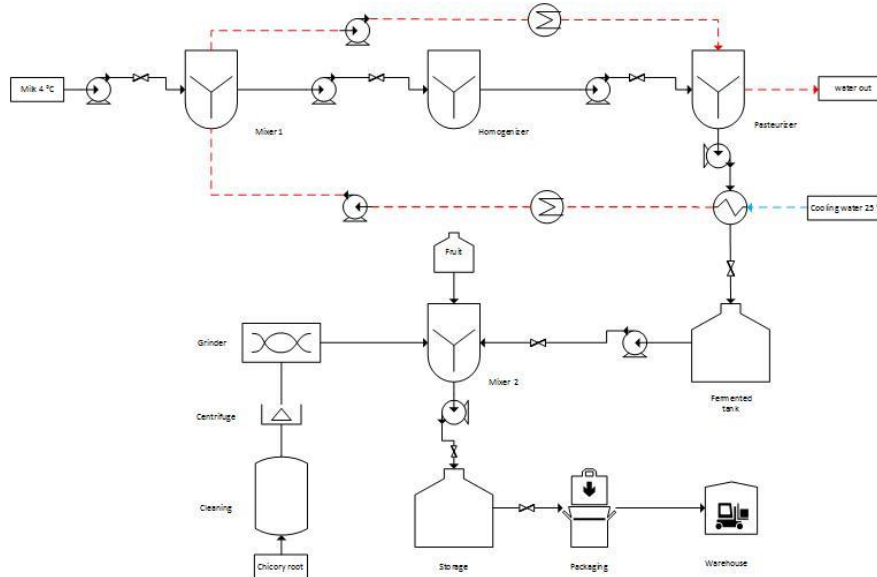 Milk 4 °C
Mixer 1
Homogenizer
Pasteurizer
water out
Cooling water 25 °
Fruit
Grinder
Mixer 2
Fermented
tank
Centrifuge
Cleaning
Chicory root
Storage
Packaging
Warehouse